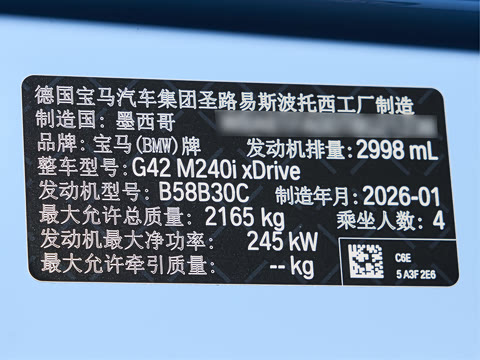 德国宝马汽车集团圣路易斯波托西工厂制造
制造国：墨西哥
品牌：宝马(BMW)牌 发动机排量：2998 mL
整车型号：G42 M240i xDrive
发动机型号：B58B30C 制造年月：2026-01
最大允许总质量：2165 kg 乘坐人数：4
发动机最大净功率：245 kW
最大允许牵引质量：-- kg
C6E
5 A3F 2E6